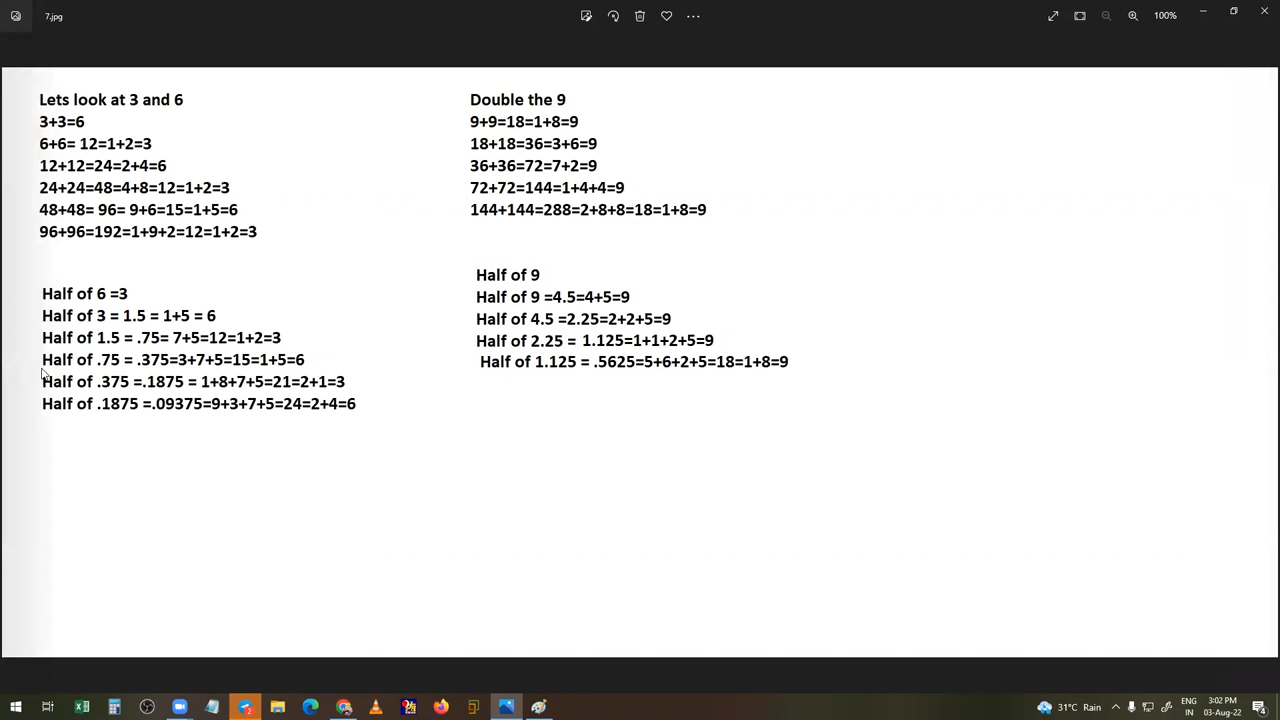 7.jpg
100%
Lets look at 3 and 6
3+3=6
6+6= 12=1+2=3
12+12=24=2+4=6
24+24=48=4+8=12=1+2=3
48+48= 96= 9+6=15=1+5=6
96+96=192=1+9+2=12=1+2=3
Half of 6 =3
Half of 3 = 1.5 = 1+5 = 6
Half of 1.5 = .75= 7+5=12=1+2=3
Half of .75 = .375=3+7+5=15=1+5=6
Half of .375 =.1875 = 1+8+7+5=21=2+1=3
Half of .1875 =.09375=9+3+7+5=24=2+4=6
Double the 9
9+9=18=1+8=9
18+18=36=3+6=9
36+36=72=7+2=9
72+72=144=1+4+4=9
144+144=288=2+8+8=18=1+8=9
Half of 9
Half of 9 =4.5=4+5=9
Half of 4.5 =2.25=2+2+5=9
Half of 2.25 = 1.125=1+1+2+5=9
Half of 1.125 = .5625=5+6+2+5=18=1+8=9
31°C Rain
ENG
IN
3:02 PM
03-Aug-22